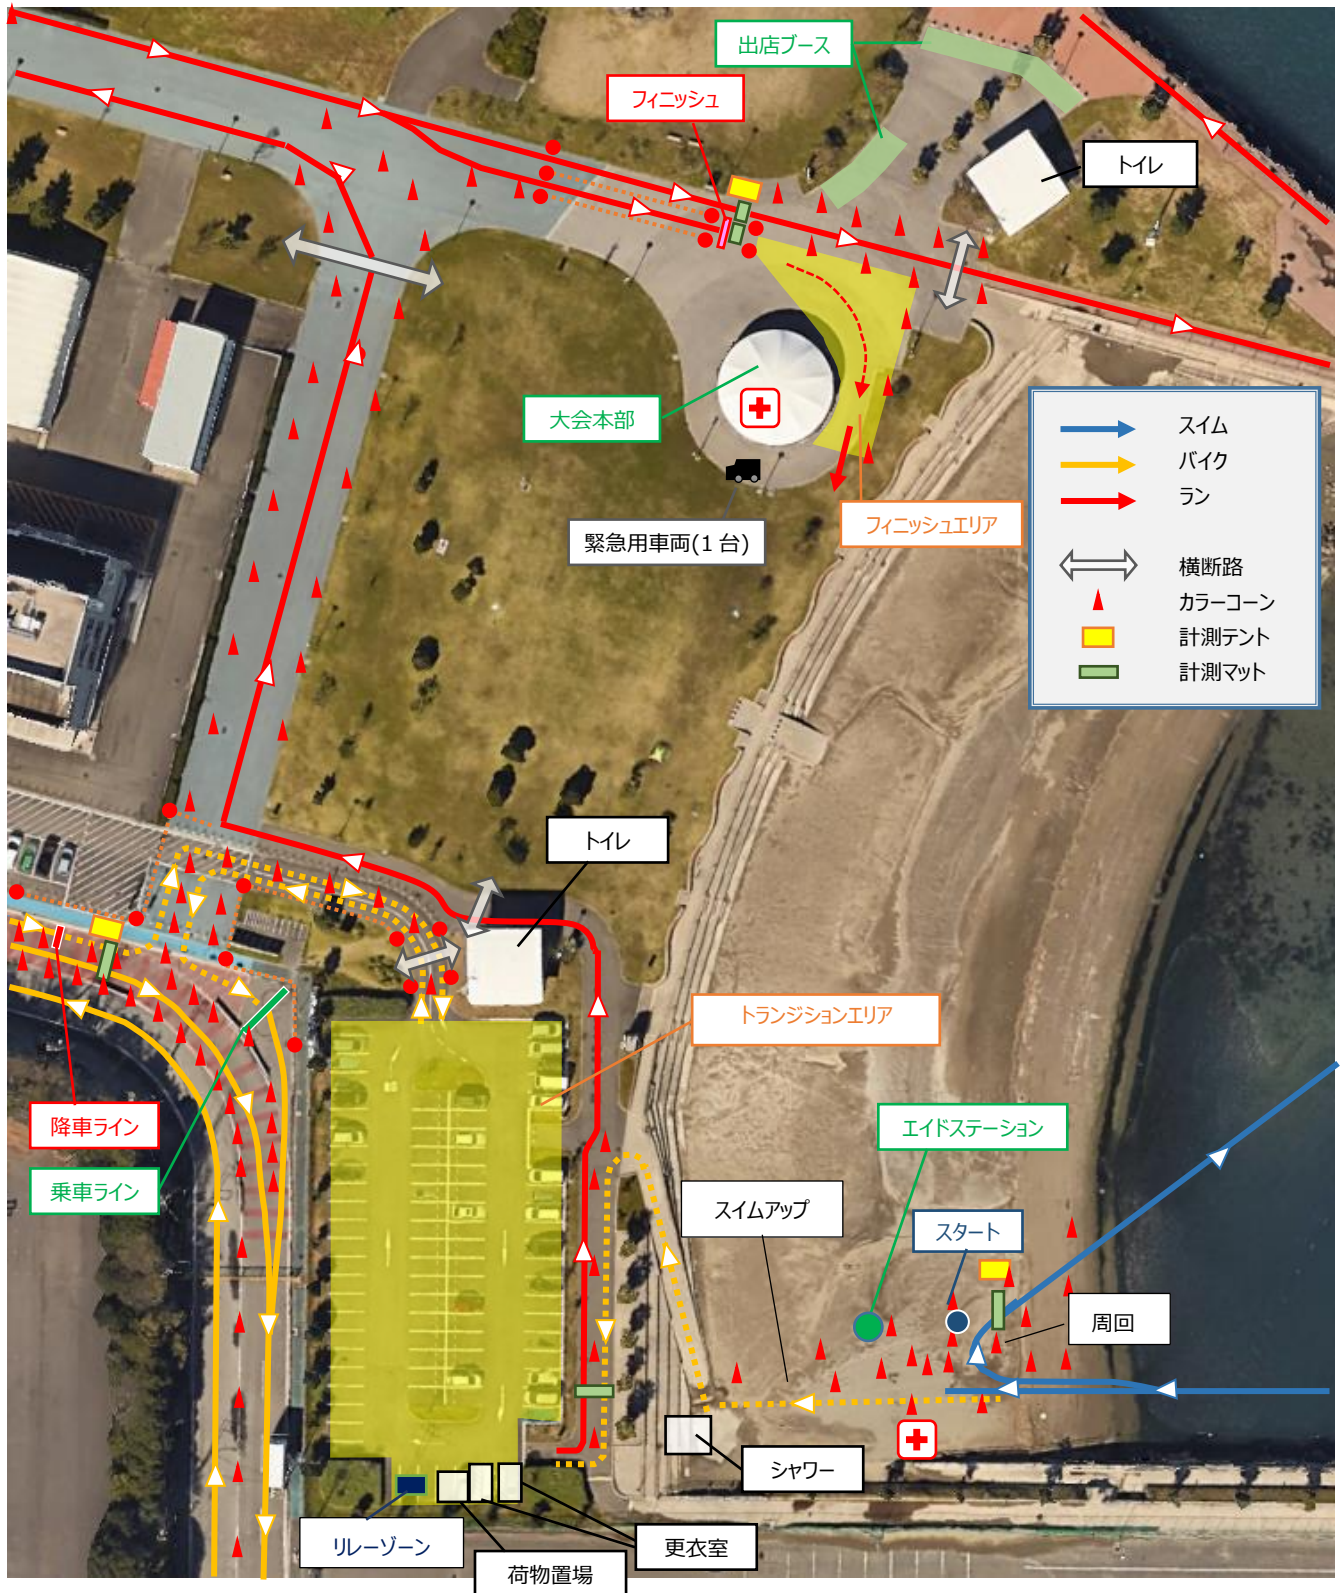 出店ブース
フィニッシュ
トイレ
大会本部
緊急用車両(1台)
フィニッシュエリア
スイム
バイク
ラン
横断路
カラーコーン
計測テント
計測マット
トイレ
トランジションエリア
降車ライン
乗車ライン
エイドステーション
スイムアップ
スタート
周回
シャワー
リレーゾーン
更衣室
荷物置場